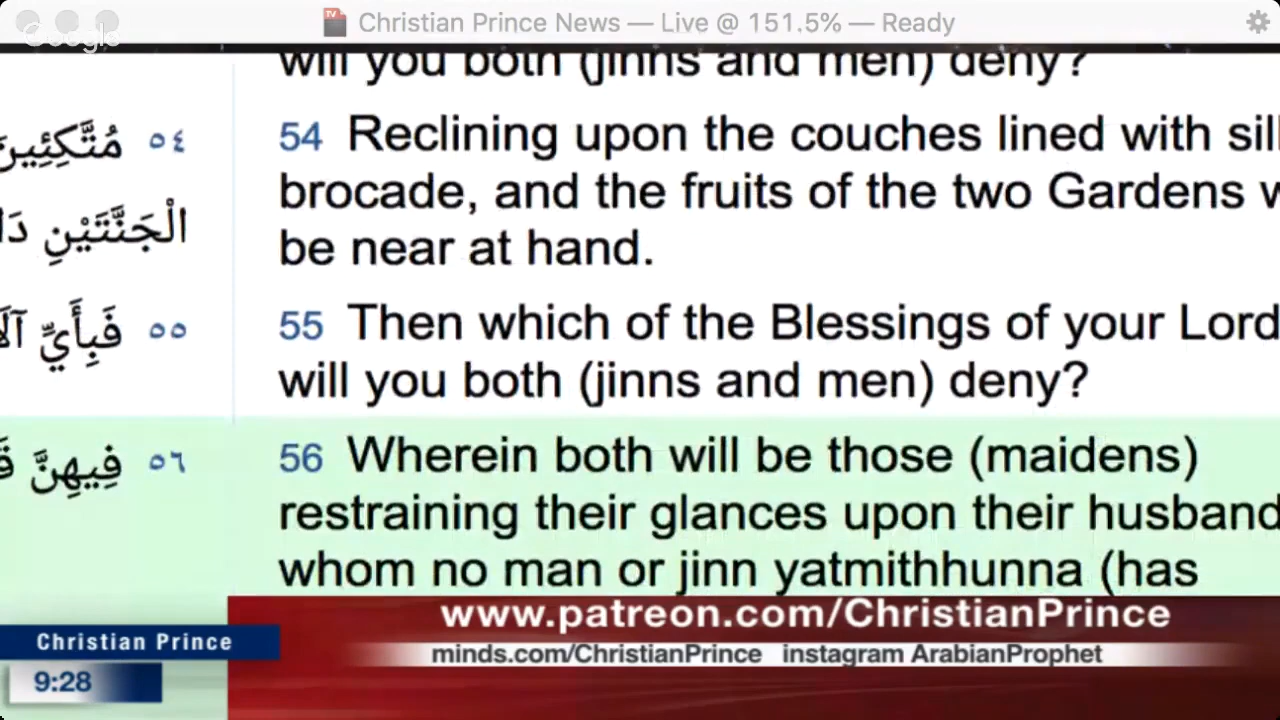 Christian Prince News — Live @ 151.5% — Ready
Google
will you both (jinns and men) deny?
54 Reclining upon the couches lined with
brocade, and the fruits of the two Gardens
be near at hand.
55 Then which of the Blessings of your Lord
will you both (jinns and men) deny?
56 Wherein both will be those (maidens)
restraining their glances upon their husband
whom no man or jinn yatmithhunna (has
٥٤ مُتَّكِئِينَ
الْجَنَّتَيْنِ
٥٥ فَبِأَيِّ
٥٦ فِيهِنَّ
www.patreon.com/ChristianPrince
minds.com/ChristianPrince instagram ArabianProphet
Christian Prince
9:28